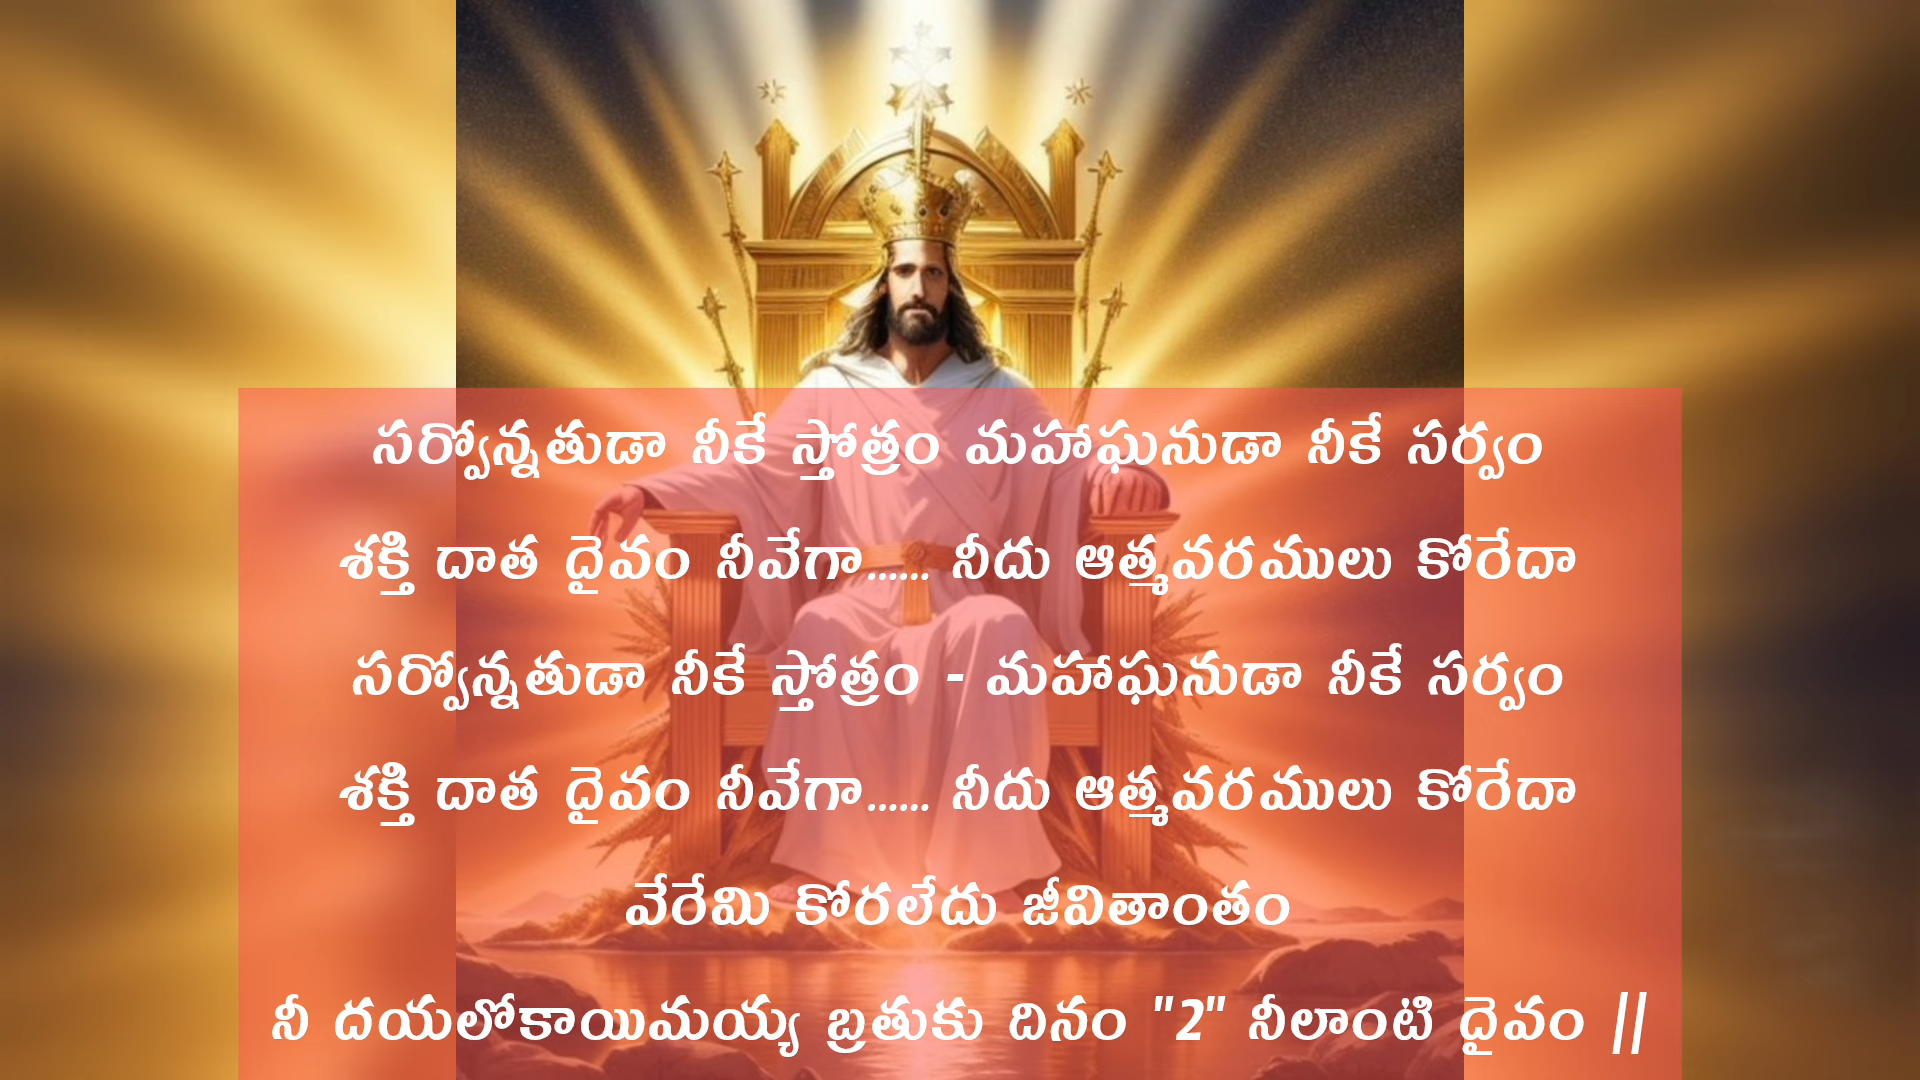 సర్వోన్నతుడా నీకే స్తోత్రం మహాఘనుడా నీకే సర్వం
శక్తి దాత దైవం నీవేగా...... నీదు ఆత్మవరములు కోరేదా
సర్వోన్నతుడా నీకే స్తోత్రం - మహాఘనుడా నీకే సర్వం
శక్తి దాత దైవం నీవేగా...... నీదు ఆత్మవరములు కోరేదా
వేరేమి కోరలేదు జీవితాంతం
నీ దయలోకాయిమయ్య బ్రతుకు దినం "2" నీలాంటి దైవం ||